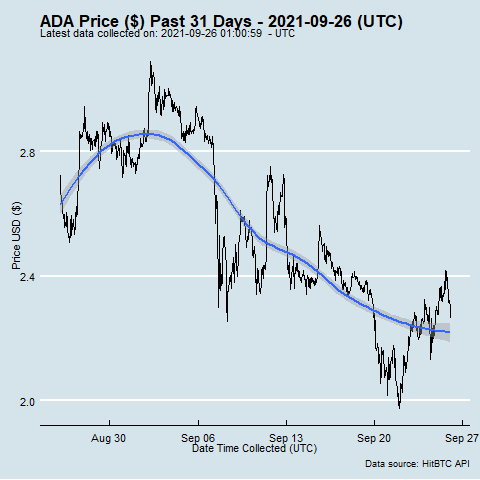 ADA Price ($) Past 31 Days - 2021-09-26 (UTC)
Latest data collected on: 2021-09-26 01:00:59 - UTC
2.8
2.4
2.0
Price USD ($)
Aug 30 Sep 06 Sep 13 Sep 20 Sep 27
Date Time Collected (UTC)
Data source: HitBTC API